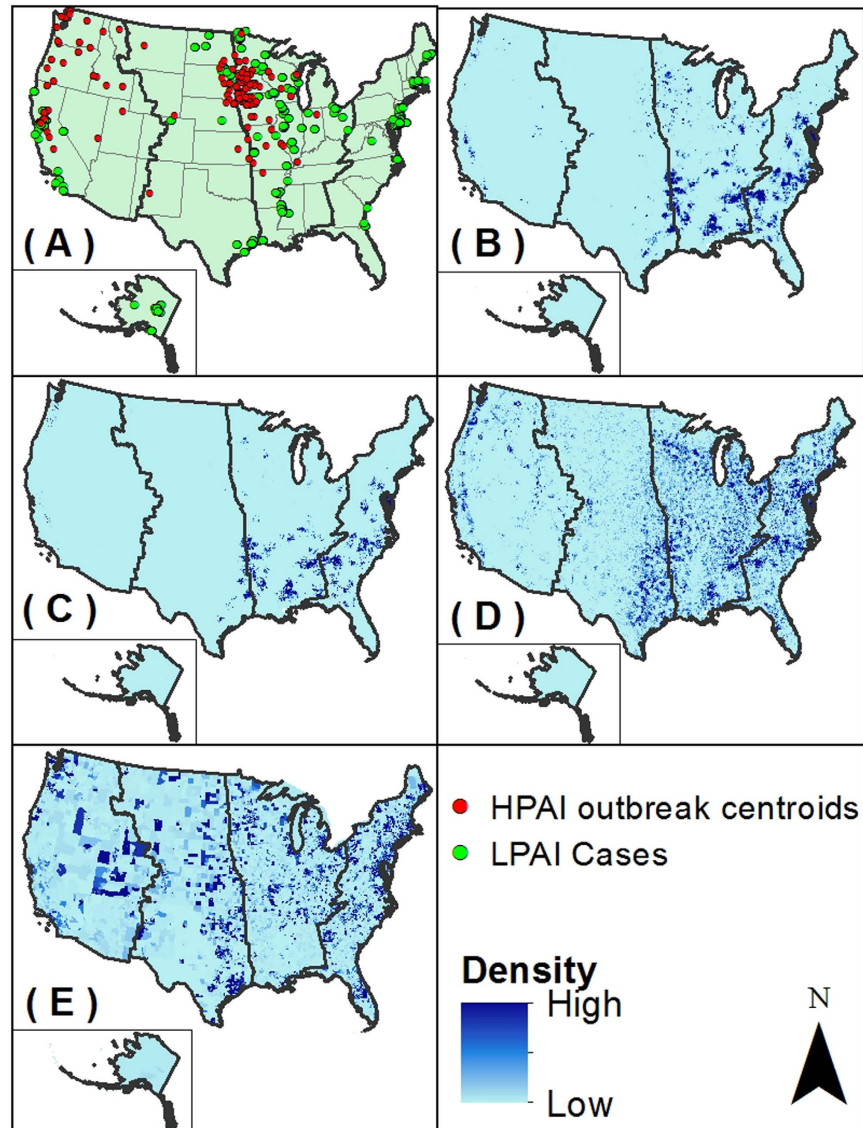 ( A )
( B )
( C )
( D )
( E )
HPAI outbreak centroids
LPAI Cases
Density
High
Low
N